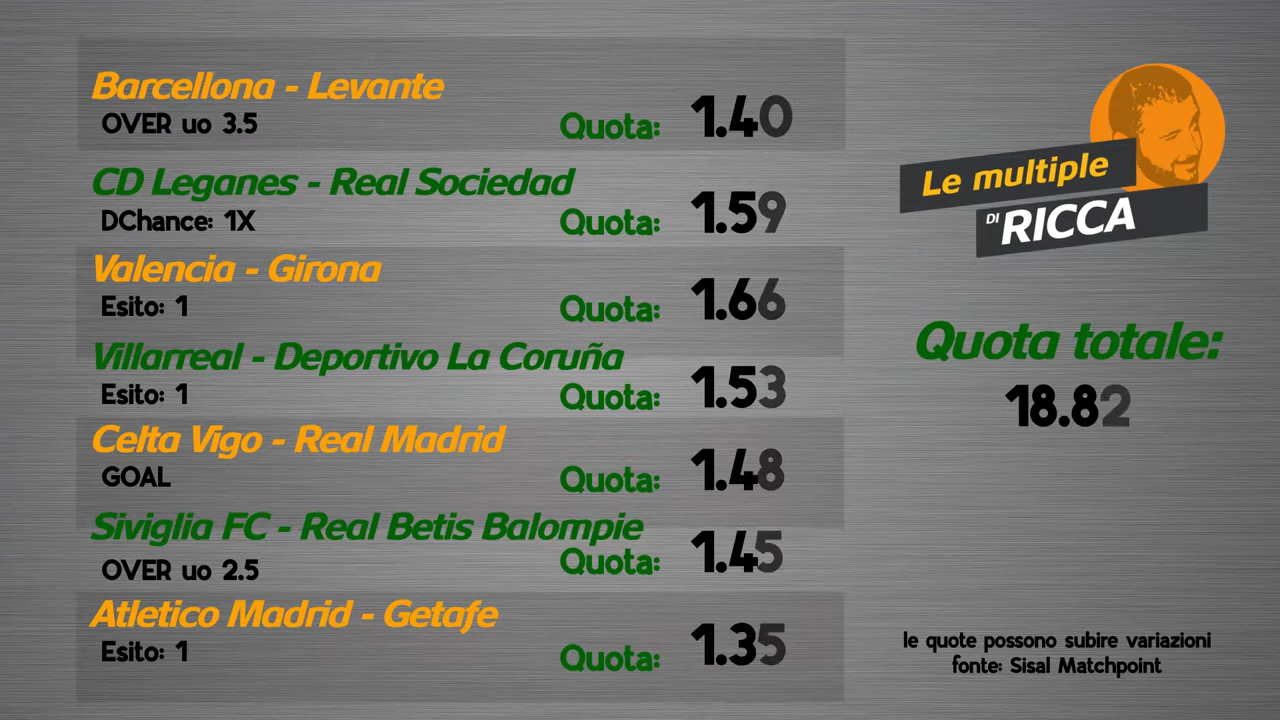 Barcellona - Levante
OVER uo 3.5
Quota: 1.40
CD Leganes - Real Sociedad
DChance: 1X
Quota: 1.59
Valencia - Girona
Esito: 1
Quota: 1.66
Villarreal - Deportivo La Coruña
Esito: 1
Quota: 1.53
Celta Vigo - Real Madrid
GOAL
Quota: 1.48
Siviglia FC - Real Betis Balompie
OVER uo 2.5
Quota: 1.45
Atletico Madrid - Getafe
Esito: 1
Quota: 1.35
Le multiple
DI RICCA
Quota totale:
18.82
le quote possono subire variazioni
fonte: Sisal Matchpoint